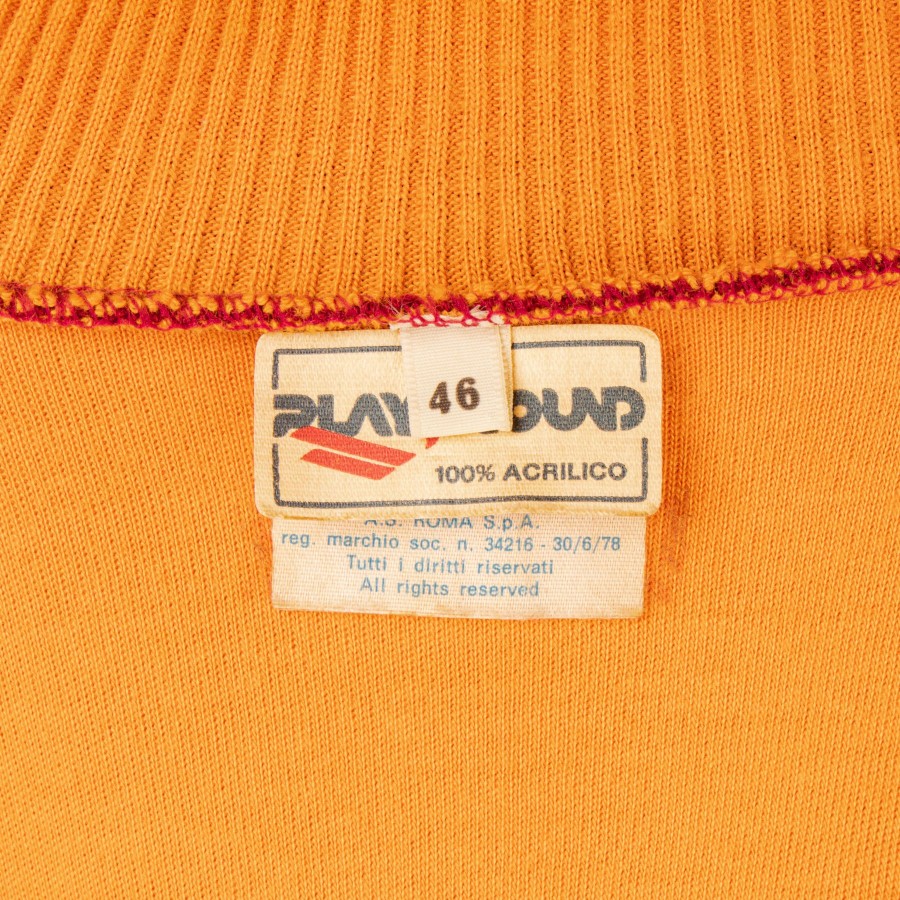 46
PLAY OUND
100% ACRILICO
A.S. ROMA S.p.A.
reg. marchio soc. n. 34216 - 30/6/78
Tutti i diritti riservati
All rights reserved